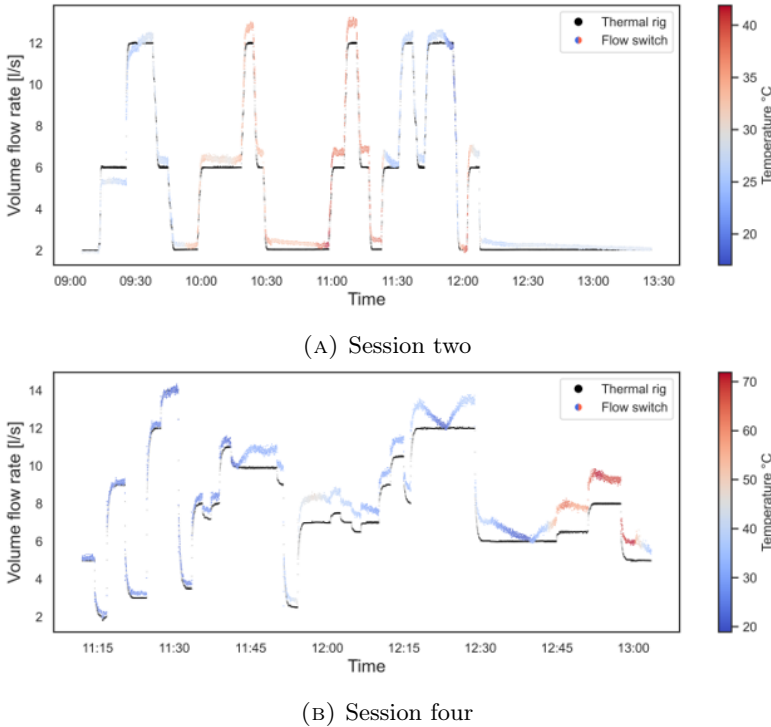 Volume flow rate [l/s]
12
10
8
6
4
2
Thermal rig
Flow switch
09:00 09:30 10:00 10:30 11:00 11:30 12:00 12:30 13:00 13:30
Time
40
35
30
25
20
Temperature °C
(A) Session two
Volume flow rate [l/s]
14
12
10
8
6
4
2
Thermal rig
Flow switch
11:15 11:30 11:45 12:00 12:15 12:30 12:45 13:00
Time
70
60
50
40
30
20
Temperature °C
(B) Session four